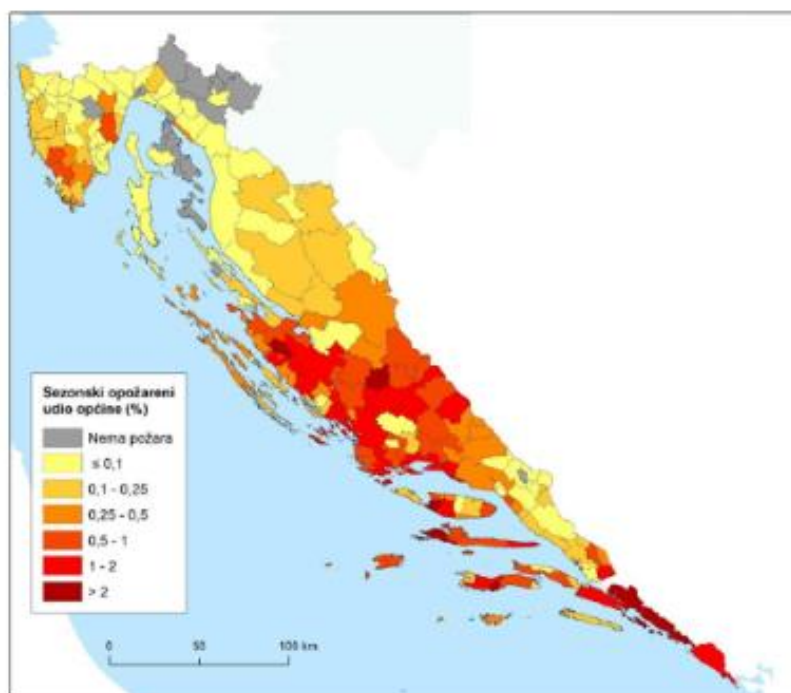 Sezonski opožareni
udio općine (%)
Nema požara
≤ 0,1
0,1 - 0,25
0,25 - 0,5
0,5 - 1
1 - 2
> 2
0 50 100 km